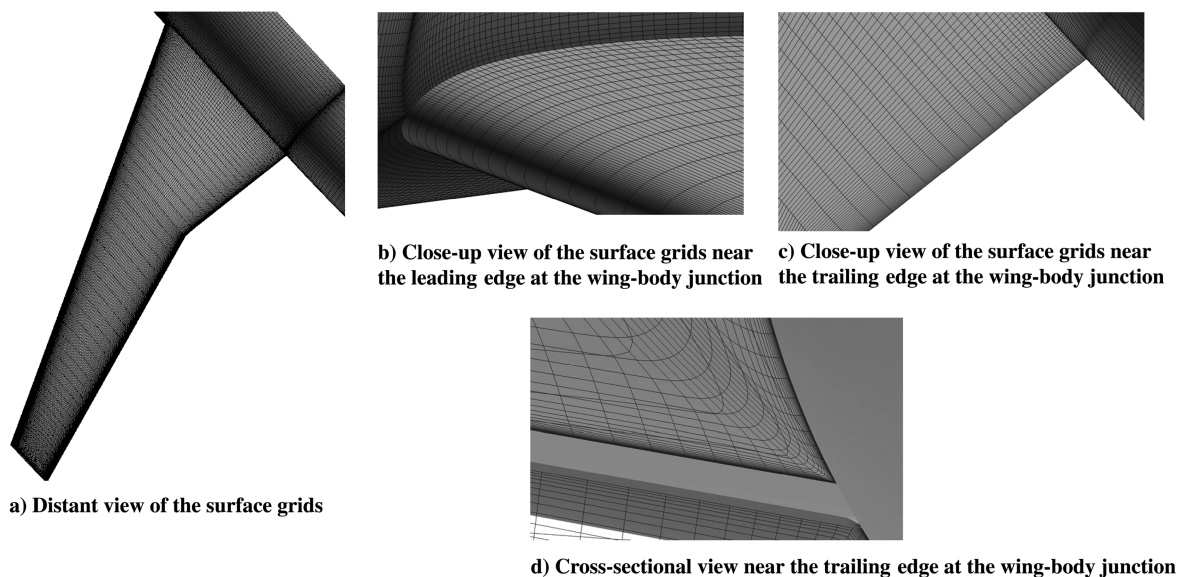 b) Close-up view of the surface grids near
the leading edge at the wing-body junction
c) Close-up view of the surface grids near
the trailing edge at the wing-body junction
a) Distant view of the surface grids
d) Cross-sectional view near the trailing edge at the wing-body junction